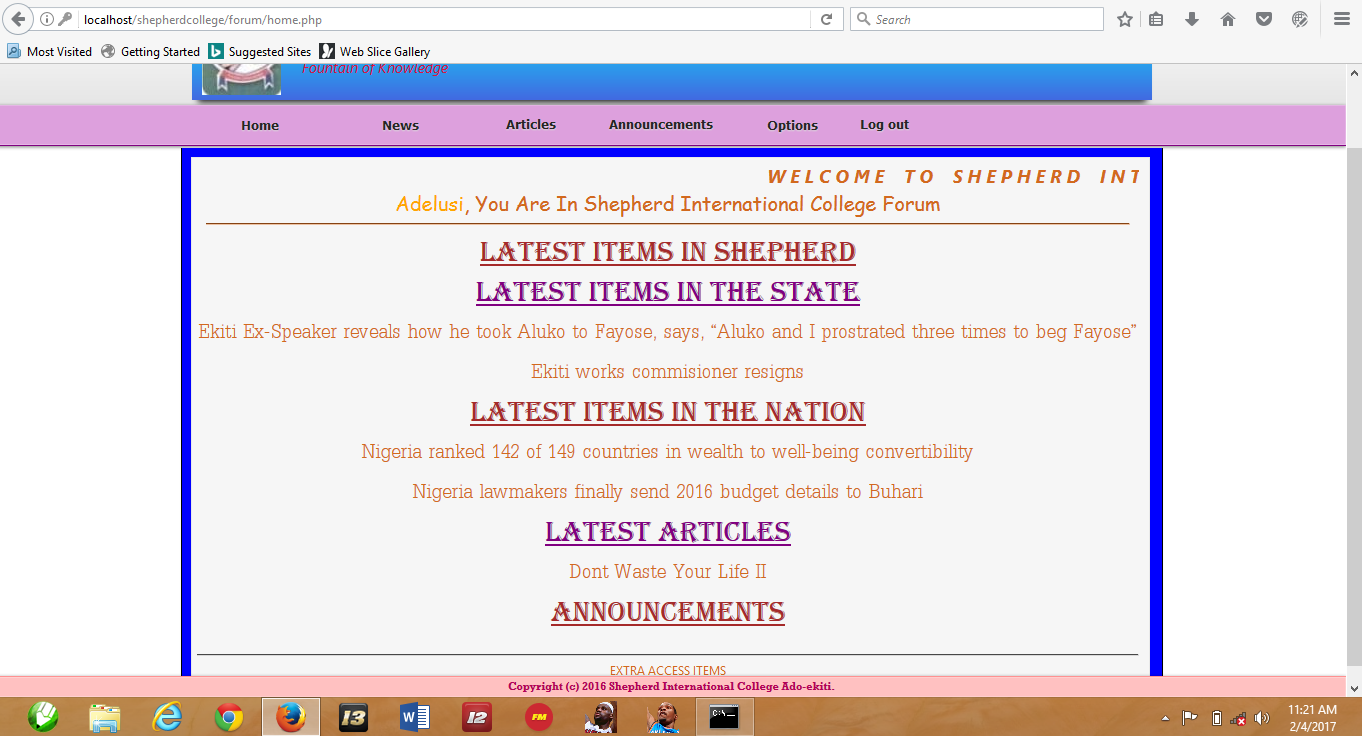 localhost/shepherdcollege/forum/home.php
Search
Most Visited Getting Started Suggested Sites Web Slice Gallery
Fountain of Knowledge
Home News Articles Announcements Options Log out
WELCOME TO SHEPHERD INT
Adelusi, You Are In Shepherd International College Forum
LATEST ITEMS IN SHEPHERD
LATEST ITEMS IN THE STATE
Ekiti Ex-Speaker reveals how he took Aluko to Fayose, says, “Aluko and I prostrated three times to beg Fayose”
Ekiti works commisioner resigns
LATEST ITEMS IN THE NATION
Nigeria ranked 142 of 149 countries in wealth to well-being convertibility
Nigeria lawmakers finally send 2016 budget details to Buhari
LATEST ARTICLES
Dont Waste Your Life II
ANNOUNCEMENTS
EXTRA ACCESS ITEMS
Copyright (c) 2016 Shepherd International College Ado-ekiti.
13 W 12 FM C:\_
11:21 AM
2/4/2017